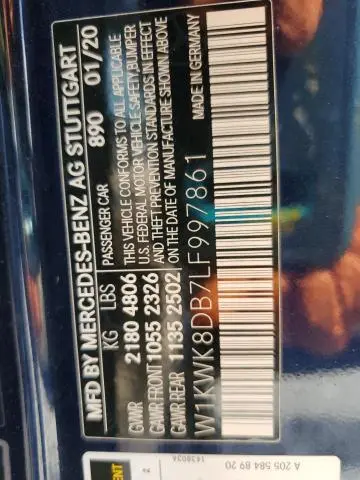 MFD BY MERCEDES-BENZ AG STUTTGART
890 01/20
KG LBS PASSENGER CAR
GVWR 2180 4806 THIS VEHICLE CONFORMS TO ALL APPLICABLE
U.S. FEDERAL MOTOR VEHICLE SAFETY,BUMPER
GAWR FRONT 1055 2326 AND THEFT PREVENTION STANDARDS IN EFFECT
GAWR REAR 1135 2502 ON THE DATE OF MANUFACTURE SHOWN ABOVE
W1KWK8DB7LF997861 MADE IN GERMANY
A 205 584 89 20